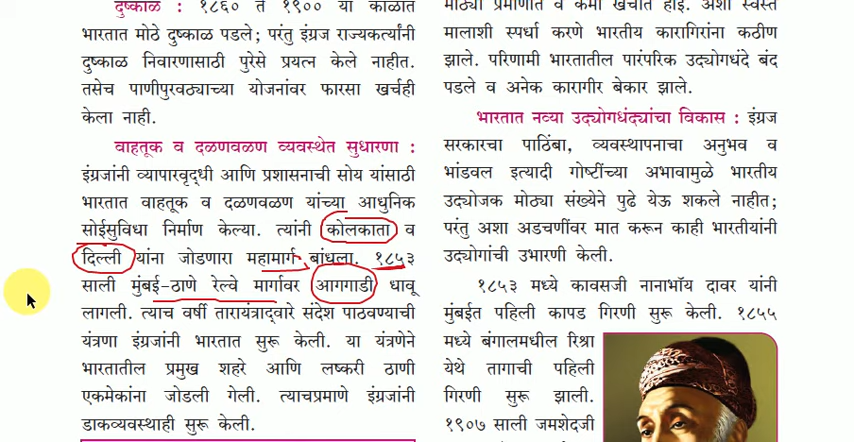 दुष्काळ : १८६० ते १९०० या काळात
भारतात मोठे दुष्काळ पडले; परंतु इंग्रज राज्यकर्त्यांनी
दुष्काळ निवारणासाठी पुरेसे प्रयत्न केले नाहीत.
तसेच पाणीपुरवठ्याच्या योजनांवर फारसा खर्चही
केला नाही.
वाहतूक व दळणवळण व्यवस्थेत सुधारणा :
इंग्रजांनी व्यापारवृद्धी आणि प्रशासनाची सोय यांसाठी
भारतात वाहतूक व दळणवळण यांच्या आधुनिक
सोईसुविधा निर्माण केल्या. त्यांनी कोलकाता व
दिल्ली यांना जोडणारा महामार्ग बांधला. १८५३
साली मुंबई-ठाणे रेल्वे मार्गावर आगगाडी धावू
लागली. त्याच वर्षी तारायंत्राद्वारे संदेश पाठवण्याची
यंत्रणा इंग्रजांनी भारतात सुरू केली. या यंत्रणेने
भारतातील प्रमुख शहरे आणि लष्करी ठाणी
एकमेकांना जोडली गेली. त्याचप्रमाणे इंग्रजांनी
डाकव्यवस्थाही सुरू केली.
मोठ्या प्रमाणात व कमी खर्चात होई. अशा स्वस्त
मालाशी स्पर्धा करणे भारतीय कारागिरांना कठीण
झाले. परिणामी भारतातील पारंपरिक उद्योगधंदे बंद
पडले व अनेक कारागीर बेकार झाले.
भारतात नव्या उद्योगधंद्यांचा विकास : इंग्रज
सरकारचा पाठिंबा, व्यवस्थापनाचा अनुभव व
भांडवल इत्यादी गोष्टींच्या अभावामुळे भारतीय
उद्योजक मोठ्या संख्येने पुढे येऊ शकले नाहीत;
परंतु अशा अडचणींवर मात करून काही भारतीयांनी
उद्योगांची उभारणी केली.
१८५३ मध्ये कावसजी नानाभॉय दावर यांनी
मुंबईत पहिली कापड गिरणी सुरू केली. १८५५
मध्ये बंगालमधील रिश्रा
येथे तागाची पहिली
गिरणी सुरू झाली.
१९०७ साली जमशेदजी